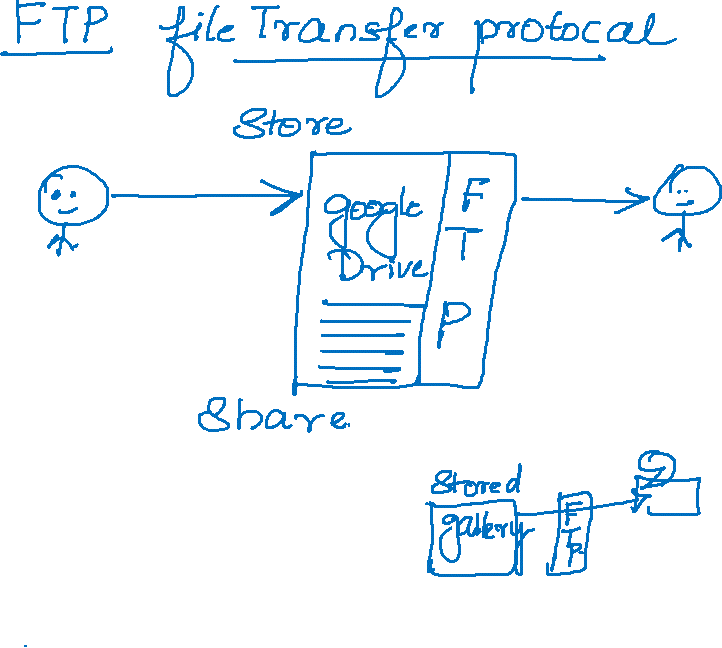 FTP file Transfer protocal
Store
google
Drive
F
T
P
Share
Stored
gallery
F
T
P